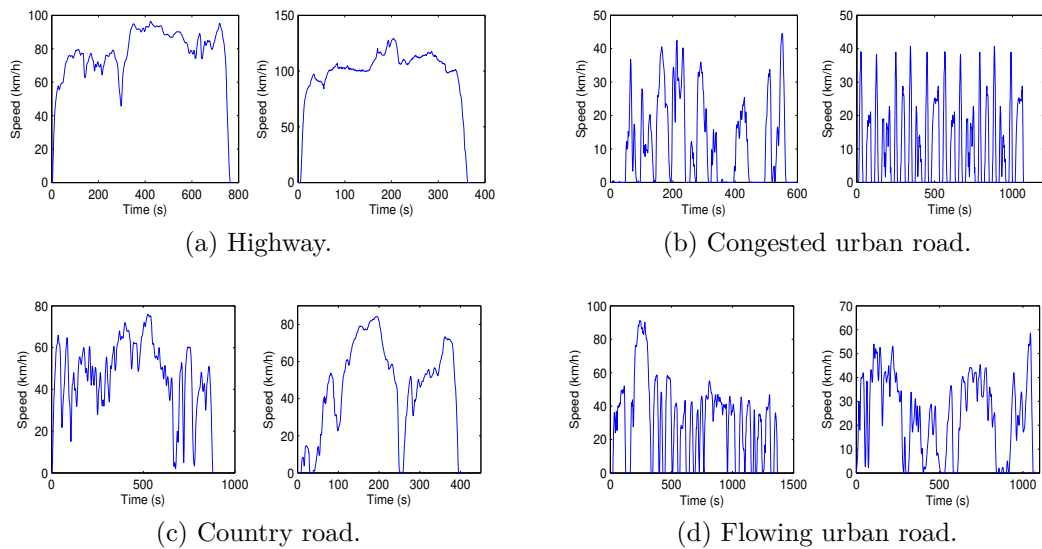 100
80
60
40
20
0
Speed (km/h)
0 200 400 600 800
Time (s)
150
100
50
0
Speed (km/h)
0 100 200 300 400
Time (s)
(a) Highway.
50
40
30
20
10
0
Speed (km/h)
200 400 600
Time (s)
50
40
30
20
10
0
Speed (km/h)
0 500 1000
Time (s)
(b) Congested urban road.
80
60
40
20
0
Speed (km/h)
0 500 1000
Time (s)
80
60
40
20
0
Speed (km/h)
0 100 200 300 400
Time (s)
(c) Country road.
100
80
60
40
20
0
Speed (km/h)
0 500 1000 1500
Time (s)
70
60
50
40
30
20
10
0
Speed (km/h)
0 500 1000
Time (s)
(d) Flowing urban road.